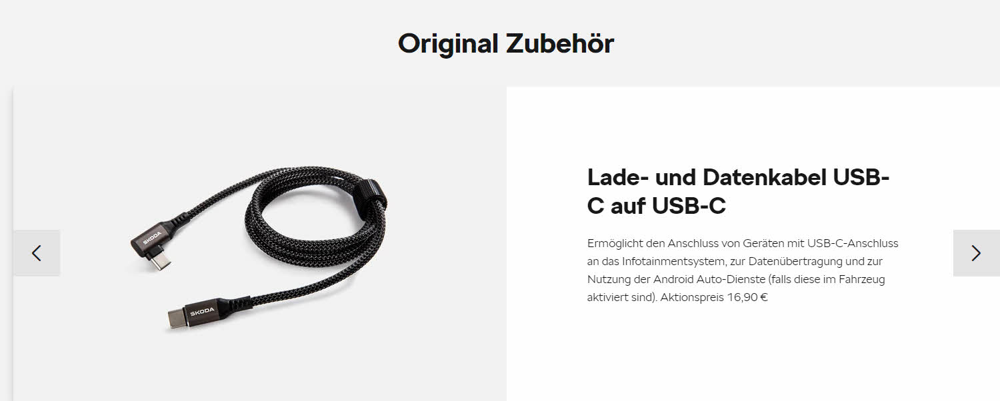 Original Zubehör
SKODA
SKODA
Lade- und Datenkabel USB-
C auf USB-C
Ermöglicht den Anschluss von Geräten mit USB-C-Anschluss
an das Infotainmentsystem, zur Datenübertragung und zur
Nutzung der Android Auto-Dienste (falls diese im Fahrzeug
aktiviert sind). Aktionspreis 16,90 €